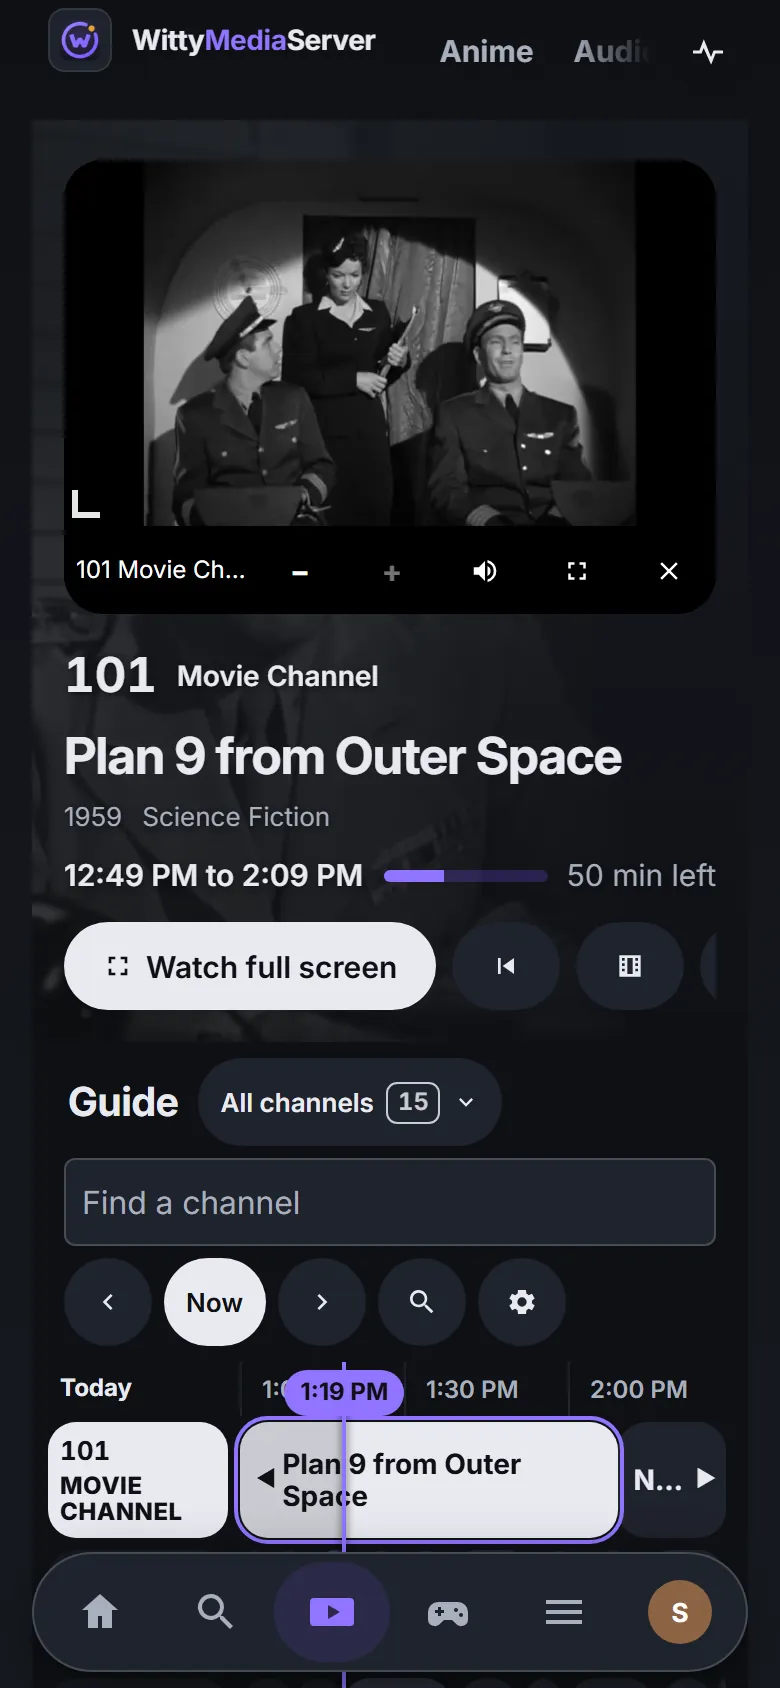 WittyMediaServer
Anime
101 Movie Ch...
101 Movie Channel
Plan 9 from Outer Space
1959 Science Fiction
12:49 PM to 2:09 PM 50 min left
Watch full screen
Guide All channels 15
Find a channel
Now
Today 1:19 PM 1:30 PM 2:00 PM
101
MOVIE
CHANNEL
Plan 9 from Outer
Space
N...
S